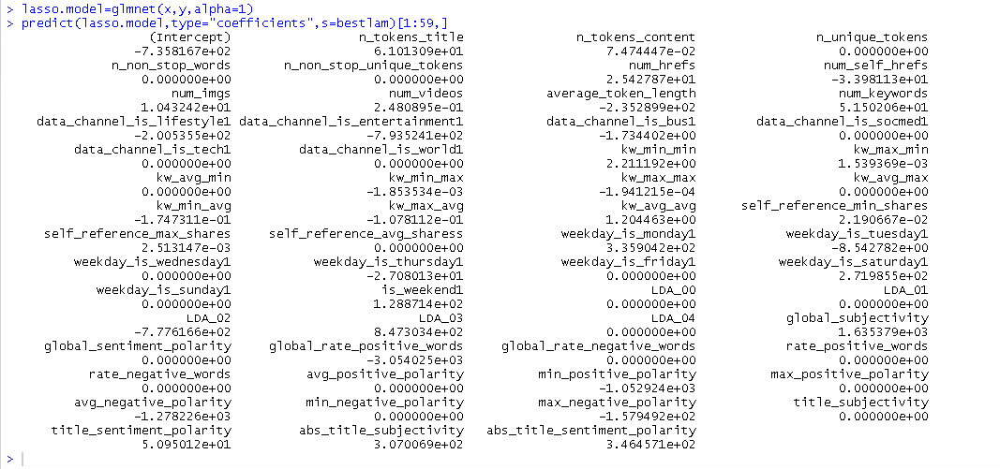 > lasso.model=glmnet(x,y,alpha=1)
> predict(lasso.model,type="coefficients",s=bestlam)[1:59,]
(Intercept) n_tokens_title n_tokens_content n_unique_tokens
-7.358167e+02 6.101309e+01 7.474447e-02 0.000000e+00
n_non_stop_words n_non_stop_unique_tokens num_hrefs num_self_hrefs
0.000000e+00 0.000000e+00 2.542787e+01 -3.398113e+01
num_imgs num_videos average_token_length num_keywords
1.043242e+01 2.480895e-01 -2.352899e+02 5.150206e+01
data_channel_is_lifestyle1 data_channel_is_entertainment1 data_channel_is_bus1 data_channel_is_socmed1
-2.005355e+02 -7.935241e+02 -1.734402e+00 0.000000e+00
data_channel_is_tech1 data_channel_is_world1 kw_min_min kw_max_min
0.000000e+00 0.000000e+00 2.211192e+00 1.539369e-03
kw_avg_min kw_min_max kw_max_max kw_avg_max
0.000000e+00 -1.853534e-03 -1.941215e-04 0.000000e+00
kw_min_avg kw_max_avg kw_avg_avg self_reference_min_shares
-1.747311e-01 -1.078112e-01 1.204463e+00 2.190667e-02
self_reference_max_shares self_reference_avg_sharess weekday_is_monday1 weekday_is_tuesday1
2.513147e-03 0.000000e+00 3.359042e+02 -8.542782e+00
weekday_is_wednesday1 weekday_is_thursday1 weekday_is_friday1 weekday_is_saturday1
0.000000e+00 -2.708013e+01 0.000000e+00 2.719855e+02
weekday_is_sunday1 is_weekend1 LDA_00 LDA_01
0.000000e+00 1.288714e+02 0.000000e+00 0.000000e+00
LDA_02 LDA_03 LDA_04 global_subjectivity
-7.776166e+02 8.473034e+02 0.000000e+00 1.635379e+03
global_sentiment_polarity global_rate_positive_words global_rate_negative_words rate_positive_words
0.000000e+00 -3.054025e+03 0.000000e+00 0.000000e+00
rate_negative_words avg_positive_polarity min_positive_polarity max_positive_polarity
0.000000e+00 0.000000e+00 -1.052924e+03 0.000000e+00
avg_negative_polarity min_negative_polarity max_negative_polarity title_subjectivity
-1.278226e+03 0.000000e+00 -1.579492e+02 0.000000e+00
title_sentiment_polarity abs_title_subjectivity abs_title_sentiment_polarity
5.095012e+01 3.070069e+02 3.464571e+02
>